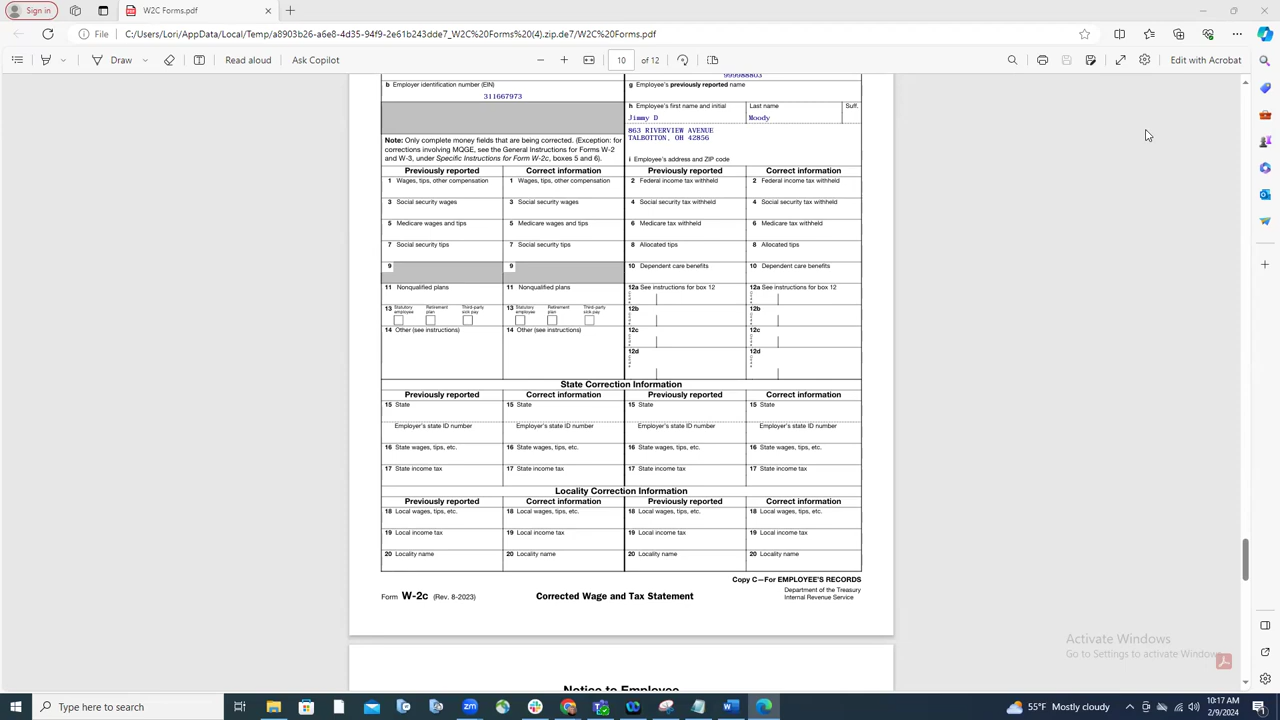 Sign in
W2C Forms.pdf
File
C:/Users/Lori/AppData/Local/Temp/a8903b26-a6e8-4d35-94f9-2e61b243dde7_W2C%20Forms%20(4).zip.de7/W2C%20Forms.pdf
Draw
Read aloud
Ask Copilot
10 of 12
Edit with Acrobat
999988803
b Employer identification number (EIN)
311667973
g Employee's previously reported name
h Employee's first name and initial Last name Suff.
Jimmy D Moody
863 RIVERVIEW AVENUE
TALBOTTON, OH 42856
Note: Only complete money fields that are being corrected. (Exception: for
corrections involving MQGE, see the General Instructions for Forms W-2
and W-3, under Specific Instructions for Form W-2c, boxes 5 and 6).
i Employee's address and ZIP code
Previously reported Correct information Previously reported Correct information
1 Wages, tips, other compensation 1 Wages, tips, other compensation 2 Federal income tax withheld 2 Federal income tax withheld
3 Social security wages 3 Social security wages 4 Social security tax withheld 4 Social security tax withheld
5 Medicare wages and tips 5 Medicare wages and tips 6 Medicare tax withheld 6 Medicare tax withheld
7 Social security tips 7 Social security tips 8 Allocated tips 8 Allocated tips
9 9 10 Dependent care benefits 10 Dependent care benefits
11 Nonqualified plans 11 Nonqualified plans 12a See instructions for box 12 12a See instructions for box 12
13 Statutory employee Retirement plan Third-party sick pay 13 Statutory employee Retirement plan Third-party sick pay 12b 12b
14 Other (see instructions) 14 Other (see instructions) 12c 12c
12d 12d
State Correction Information
Previously reported Correct information Previously reported Correct information
15 State 15 State 15 State 15 State
Employer's state ID number Employer's state ID number Employer's state ID number Employer's state ID number
16 State wages, tips, etc. 16 State wages, tips, etc. 16 State wages, tips, etc. 16 State wages, tips, etc.
17 State income tax 17 State income tax 17 State income tax 17 State income tax
Locality Correction Information
Previously reported Correct information Previously reported Correct information
18 Local wages, tips, etc. 18 Local wages, tips, etc. 18 Local wages, tips, etc. 18 Local wages, tips, etc.
19 Local income tax 19 Local income tax 19 Local income tax 19 Local income tax
20 Locality name 20 Locality name 20 Locality name 20 Locality name
Copy C—For EMPLOYEE'S RECORDS
Form W-2c (Rev. 8-2023) Corrected Wage and Tax Statement
Department of the Treasury
Internal Revenue Service
Notice to Employee
Activate Windows
Go to Settings to activate Windows.
Type here to search
55°F Mostly cloudy
10:17 AM
2/9/2024